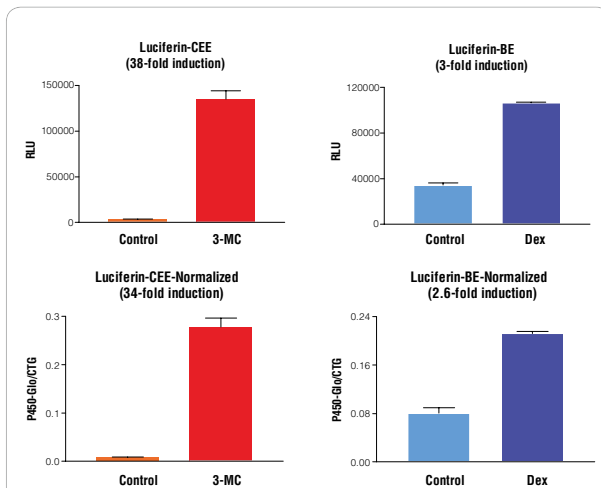 Luciferin-CEE
(38-fold induction)
150000
100000
50000
0
RLU
Control
3-MC
Luciferin-BE
(3-fold induction)
120000
80000
40000
0
RLU
Control
Dex
Luciferin-CEE-Normalized
(34-fold induction)
0.3
0.2
0.1
0.0
P450-Glo/CTG
Control
3-MC
Luciferin-BE-Normalized
(2.6-fold induction)
0.24
0.16
0.08
0.00
P450-Glo/CTG
Control
Dex